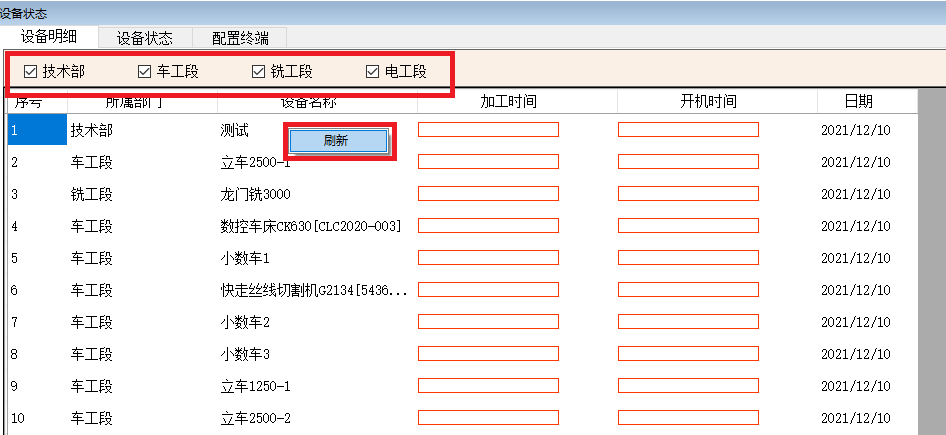 设备状态
设备明细 设备状态 配置终端
技术部 车工段 铣工段 电工段
序号 所属部门 设备名称 加工时间 开机时间 日期
1 技术部 测试 2021/12/10
刷新
2 车工段 立车2500-1 2021/12/10
3 铣工段 龙门铣3000 2021/12/10
4 车工段 数控车床CK630[CLC2020-003] 2021/12/10
5 车工段 小数车1 2021/12/10
6 车工段 快走丝线切割机G2134[5436... 2021/12/10
7 车工段 小数车2 2021/12/10
8 车工段 小数车3 2021/12/10
9 车工段 立车1250-1 2021/12/10
10 车工段 立车2500-2 2021/12/10